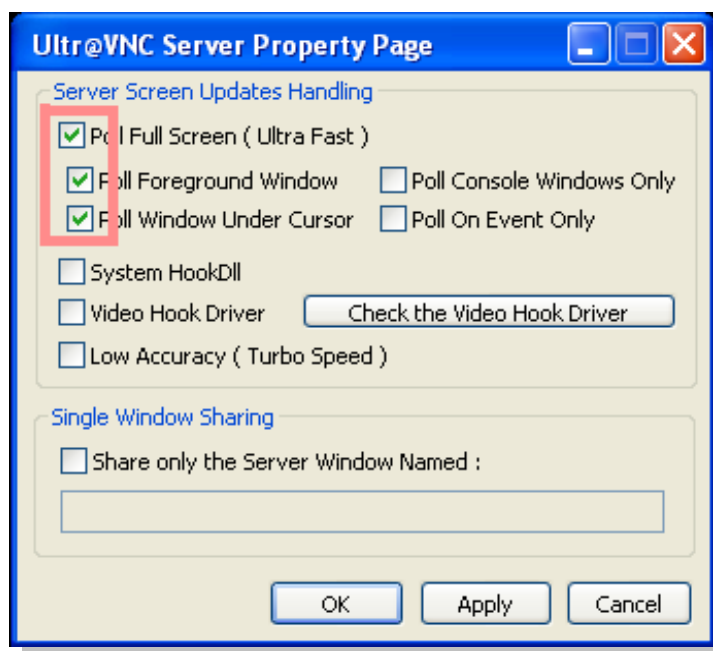 Ultr@VNC Server Property Page
Server Screen Updates Handling
Poll Full Screen ( Ultra Fast )
Poll Foreground Window Poll Console Windows Only
Poll Window Under Cursor Poll On Event Only
System HookDll
Video Hook Driver Check the Video Hook Driver
Low Accuracy ( Turbo Speed )
Single Window Sharing
Share only the Server Window Named :
OK Apply Cancel